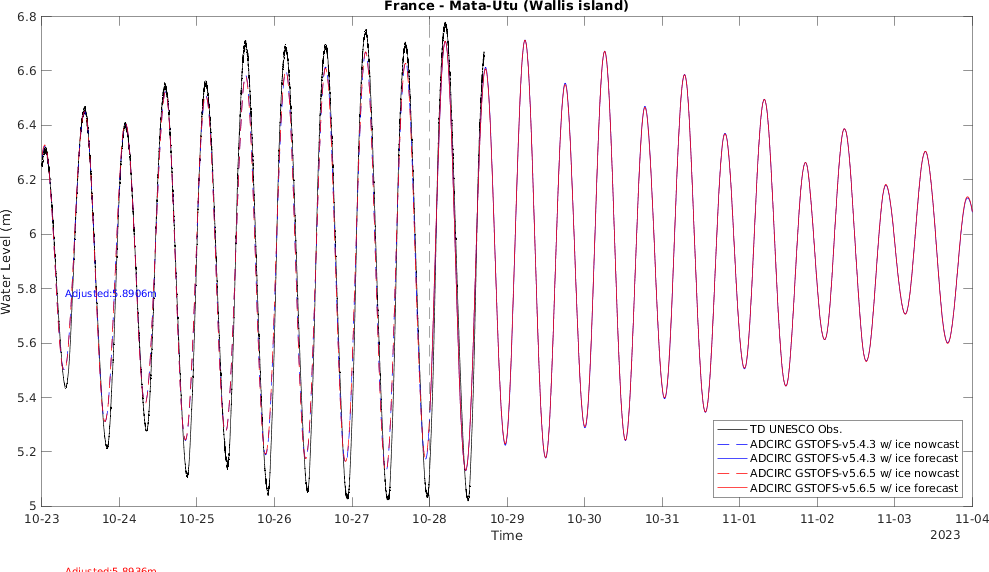 France - Mata-Utu (Wallis island)
6.8
6.6
6.4
6.2
6
5.8
5.6
5.4
5.2
5
Water Level (m)
Adjusted:5.8906m
TD UNESCO Obs.
ADCIRC GSTOFS-v5.4.3 w/ ice nowcast
ADCIRC GSTOFS-v5.4.3 w/ ice forecast
ADCIRC GSTOFS-v5.6.5 w/ ice nowcast
ADCIRC GSTOFS-v5.6.5 w/ ice forecast
10-23 10-24 10-25 10-26 10-27 10-28 10-29 10-30 10-31 11-01 11-02 11-03 11-04
Time
2023
Adjusted:5.8936m